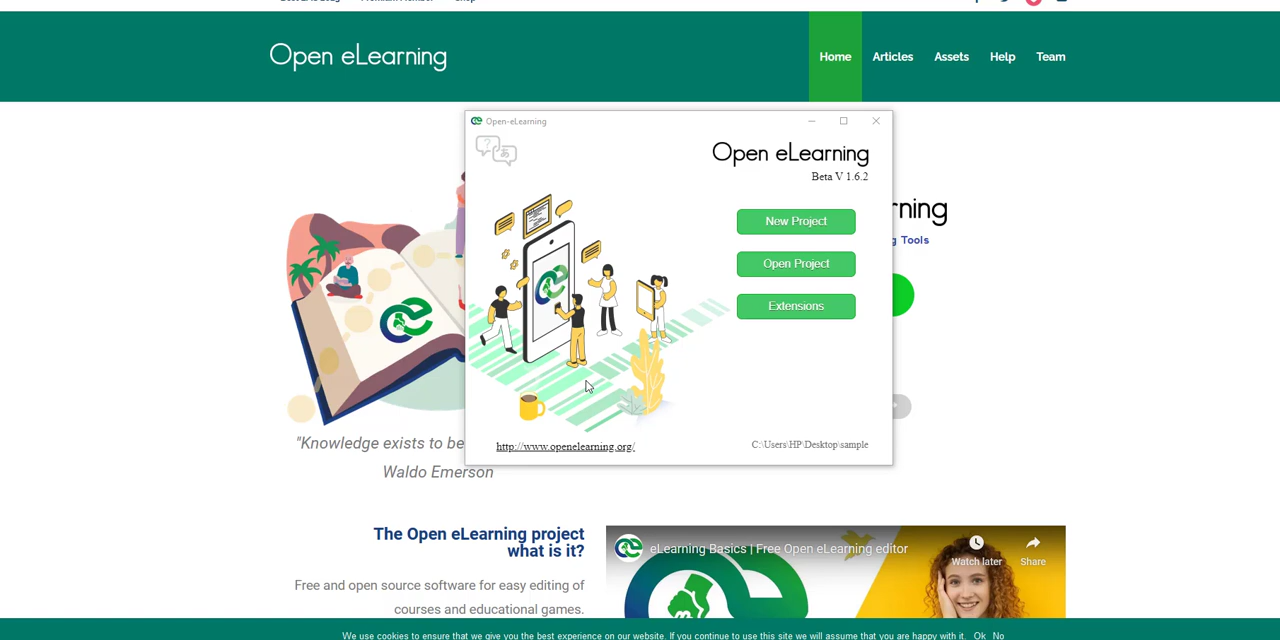 Open eLearning
Home Articles Assets Help Team
Open-eLearning
Open eLearning
Beta V 1.6.2
New Project
Open Project
Extensions
http://www.openelearning.org/
C:\Users\HP\Desktop\sample
rning
g Tools
"Knowledge exists to be
Waldo Emerson
The Open eLearning project
what is it?
Free and open source software for easy editing of
courses and educational games.
eLearning Basics | Free Open eLearning editor
Watch later Share
We use cookies to ensure that we give you the best experience on our website. If you continue to use this site we will assume that you are happy with it. Ok No